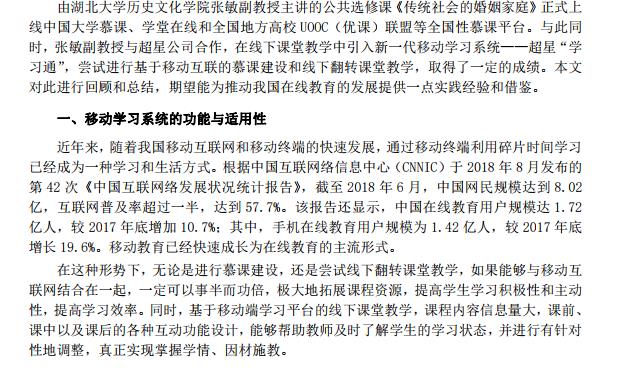 由湖北大学历史文化学院张敏副教授主讲的公共选修课《传统社会的婚姻家庭》正式上
线中国大学慕课、学堂在线和全国地方高校 UOOC（优课）联盟等全国性慕课平台。与此同
时，张敏副教授与超星公司合作，在线下课堂教学中引入新一代移动学习系统——超星“学
习通”，尝试进行基于移动互联的慕课建设和线下翻转课堂教学，取得了一定的成绩。本文
对此进行回顾和总结，期望能为推动我国在线教育的发展提供一点实践经验和借鉴。
一、移动学习系统的功能与适用性
近年来，随着我国移动互联网和移动终端的快速发展，通过移动终端利用碎片时间学习
已经成为一种学习和生活方式。根据中国互联网络信息中心（CNNIC）于 2018 年 8 月发布的
第 42 次《中国互联网络发展状况统计报告》，截至 2018 年 6 月，中国网民规模达到 8.02
亿，互联网普及率超过一半，达到 57.7%。该报告还显示，中国在线教育用户规模达 1.72
亿人，较 2017 年底增加 10.7%；其中，手机在线教育用户规模为 1.42 亿人，较 2017 年底
增长 19.6%。移动教育已经快速成长为在线教育的主流形式。
在这种形势下，无论是进行慕课建设，还是尝试线下翻转课堂教学，如果能够与移动互
联网结合在一起，一定可以事半而功倍，极大地拓展课程资源，提高学生学习积极性和主动
性，提高学习效率。同时，基于移动端学习平台的线下课堂教学，课程内容信息量大，课前、
课中以及课后的各种互动功能设计，能够帮助教师及时了解学生的学习状态，并进行有针对
性地调整，真正实现掌握学情、因材施教。